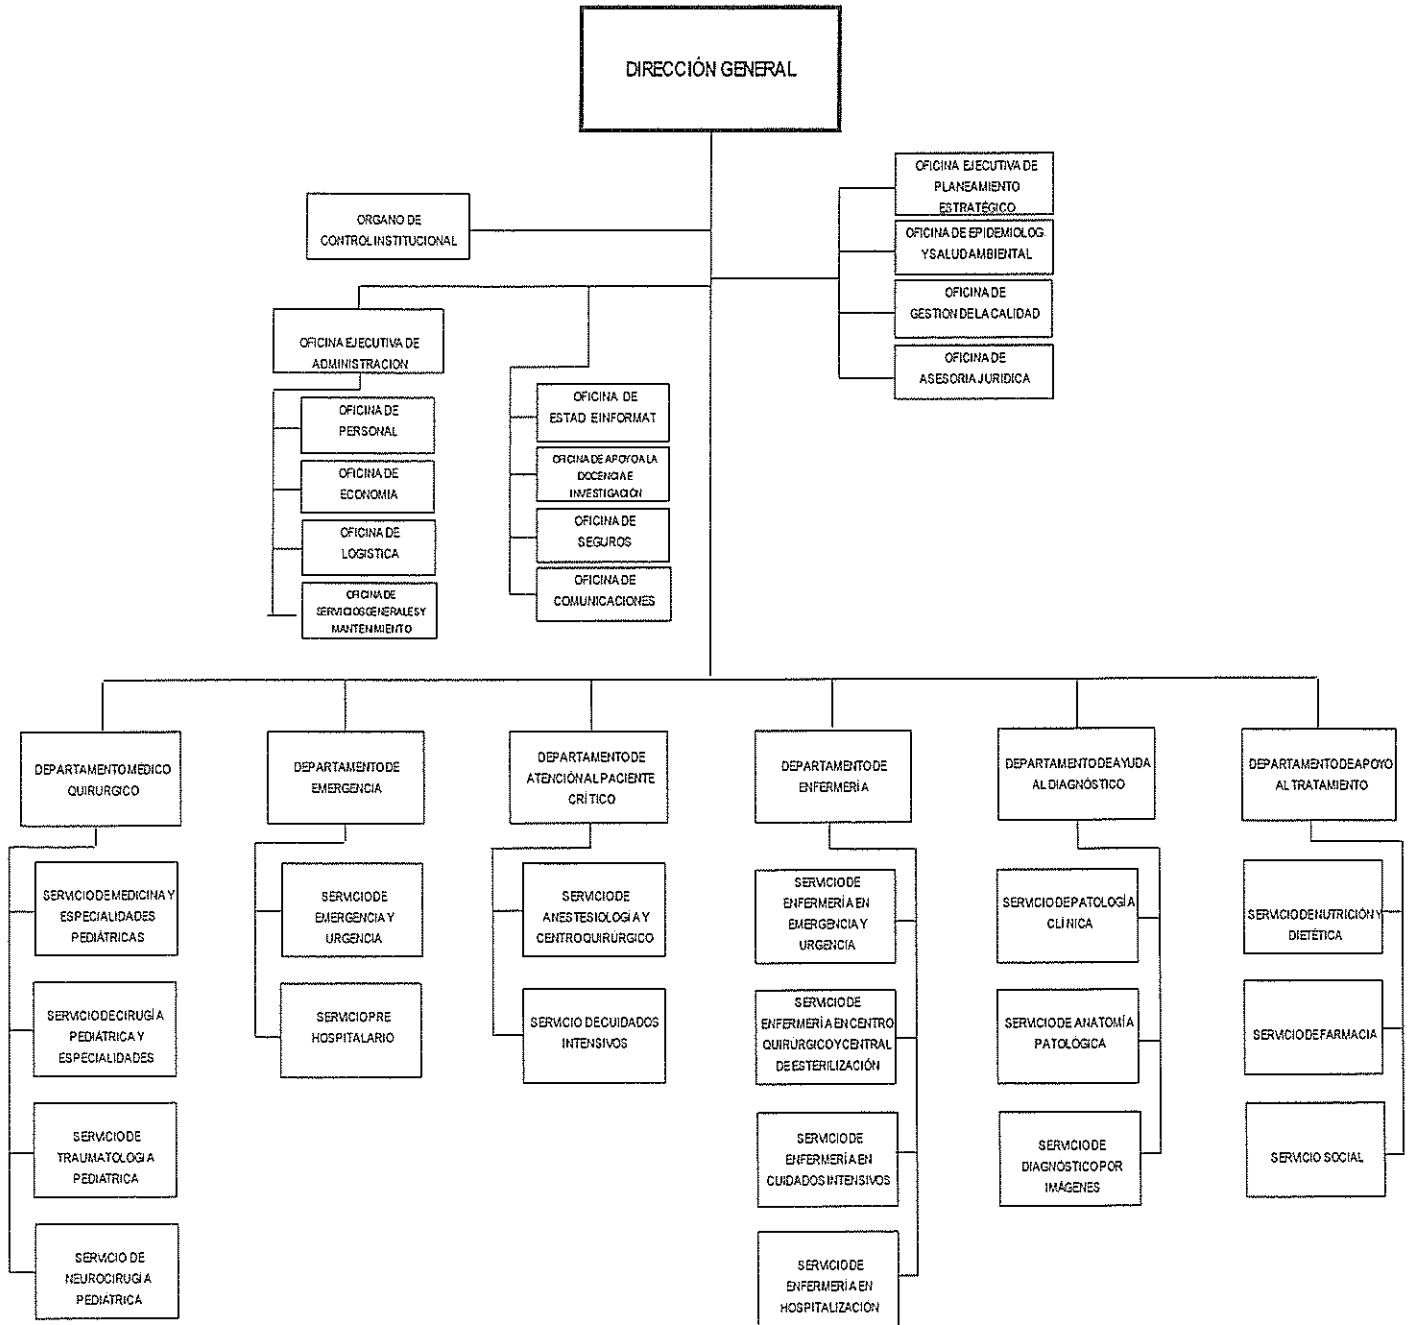 DIRECCIÓN GENERAL
ORGANO DE
CONTROL INSTITUCIONAL
OFICINA EJECUTIVA DE
PLANEAMIENTO
ESTRATÉGICO
OFICINA DE EPIDEMIOLOG
Y SALUD AMBIENTAL
OFICINA DE
GESTION DE LA CALIDAD
OFICINA DE
ASESORIA JURIDICA
OFICINA EJECUTIVA DE
ADMINISTRACION
OFICINA DE
PERSONAL
OFICINA DE
ECONOMIA
OFICINA DE
LOGISTICA
OFICINA DE
SERVICIOS GENERALES Y
MANTENIMIENTO
OFICINA DE
ESTAD E INFORMAT
OFICINA DE APOYO A LA
DOCENCIA E
INVESTIGACIÓN
OFICINA DE
SEGUROS
OFICINA DE
COMUNICACIONES
DEPARTAMENTO MÉDICO
QUIRURGICO
SERVICIO DE MEDICINA Y
ESPECIALIDADES
PEDIÁTRICAS
SERVICIO DE CIRUGÍA
PEDIÁTRICA Y
ESPECIALIDADES
SERVICIO DE
TRAUMATOLOGIA
PEDIATRICA
SERVICIO DE
NEUROCIRUGÍA
PEDIÁTRICA
DEPARTAMENTO DE
EMERGENCIA
SERVICIO DE
EMERGENCIA Y
URGENCIA
SERVICIO PRE
HOSPITALARIO
DEPARTAMENTO DE
ATENCIÓN AL PACIENTE
CRÍTICO
SERVICIO DE
ANESTESIOLOGÍA Y
CENTRO QUIRÚRGICO
SERVICIO DE CUIDADOS
INTENSIVOS
DEPARTAMENTO DE
ENFERMERÍA
SERVICIO DE
ENFERMERÍA EN
EMERGENCIA Y
URGENCIA
SERVICIO DE
ENFERMERÍA EN CENTRO
QUIRÚRGICO Y CENTRAL
DE ESTERILIZACIÓN
SERVICIO DE
ENFERMERÍA EN
CUIDADOS INTENSIVOS
SERVICIO DE
ENFERMERÍA EN
HOSPITALIZACIÓN
DEPARTAMENTO DE AYUDA
AL DIAGNÓSTICO
SERVICIO DE PATOLOGÍA
CLÍNICA
SERVICIO DE ANATOMÍA
PATOLÓGICA
SERVICIO DE
DIAGNÓSTICO POR
IMÁGENES
DEPARTAMENTO DE APOYO
AL TRATAMIENTO
SERVICIO DE NUTRICIÓN Y
DIETÉTICA
SERVICIO DE FARMACIA
SERVICIO SOCIAL